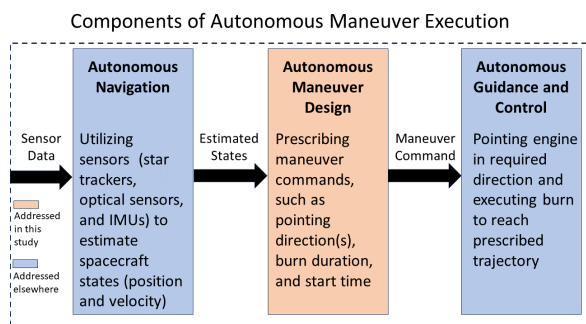 Components of Autonomous Maneuver Execution
Sensor
Data
Addressed
in this
study
Addressed
elsewhere
Autonomous
Navigation
Utilizing
sensors (star
trackers,
optical sensors,
and IMUs) to
estimate
spacecraft
states (position
and velocity)
Estimated
States
Autonomous
Maneuver
Design
Prescribing
maneuver
commands,
such as
pointing
direction(s),
burn duration,
and start time
Maneuver
Command
Autonomous
Guidance and
Control
Pointing engine
in required
direction and
executing burn
to reach
prescribed
trajectory